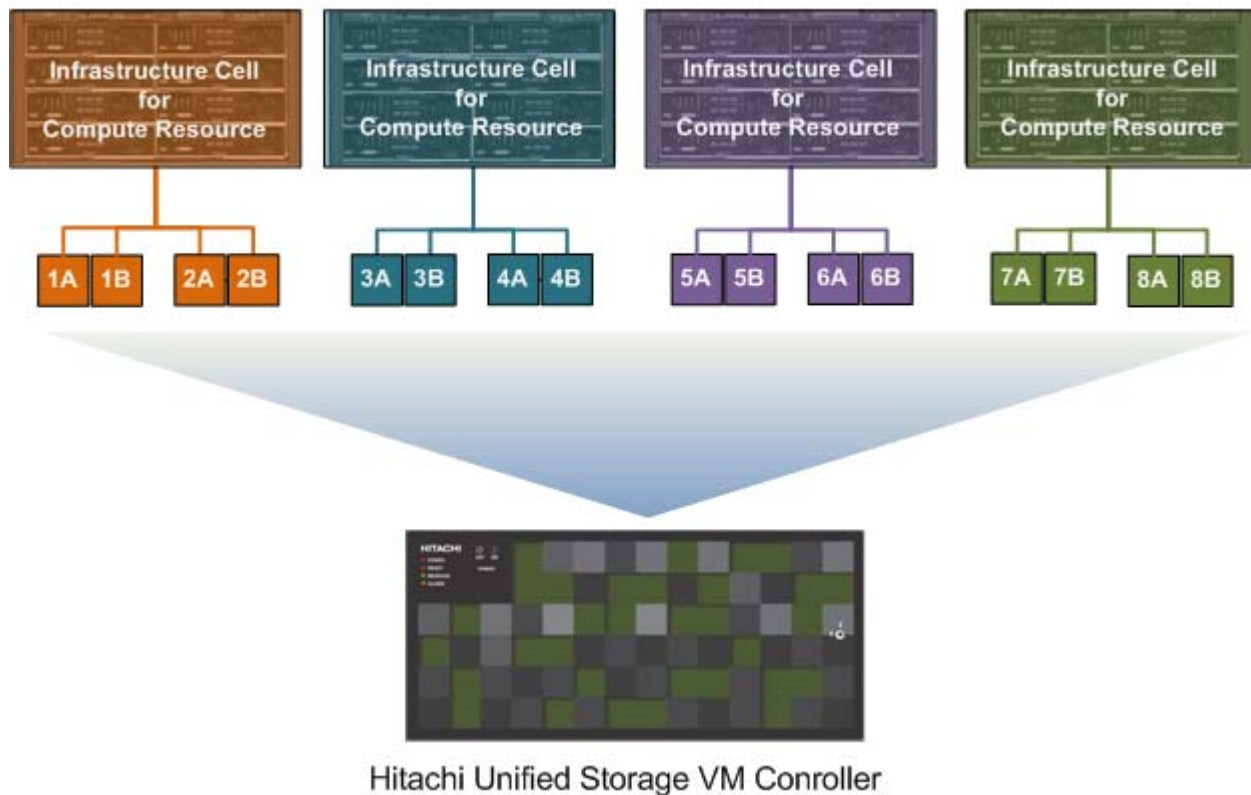 Infrastructure Cell
for
Compute Resource
Infrastructure Cell
for
Compute Resource
Infrastructure Cell
for
Compute Resource
Infrastructure Cell
for
Compute Resource
1A 1B 2A 2B
3A 3B 4A 4B
5A 5B 6A 6B
7A 7B 8A 8B
HITACHI
Hitachi Unified Storage VM Conroller